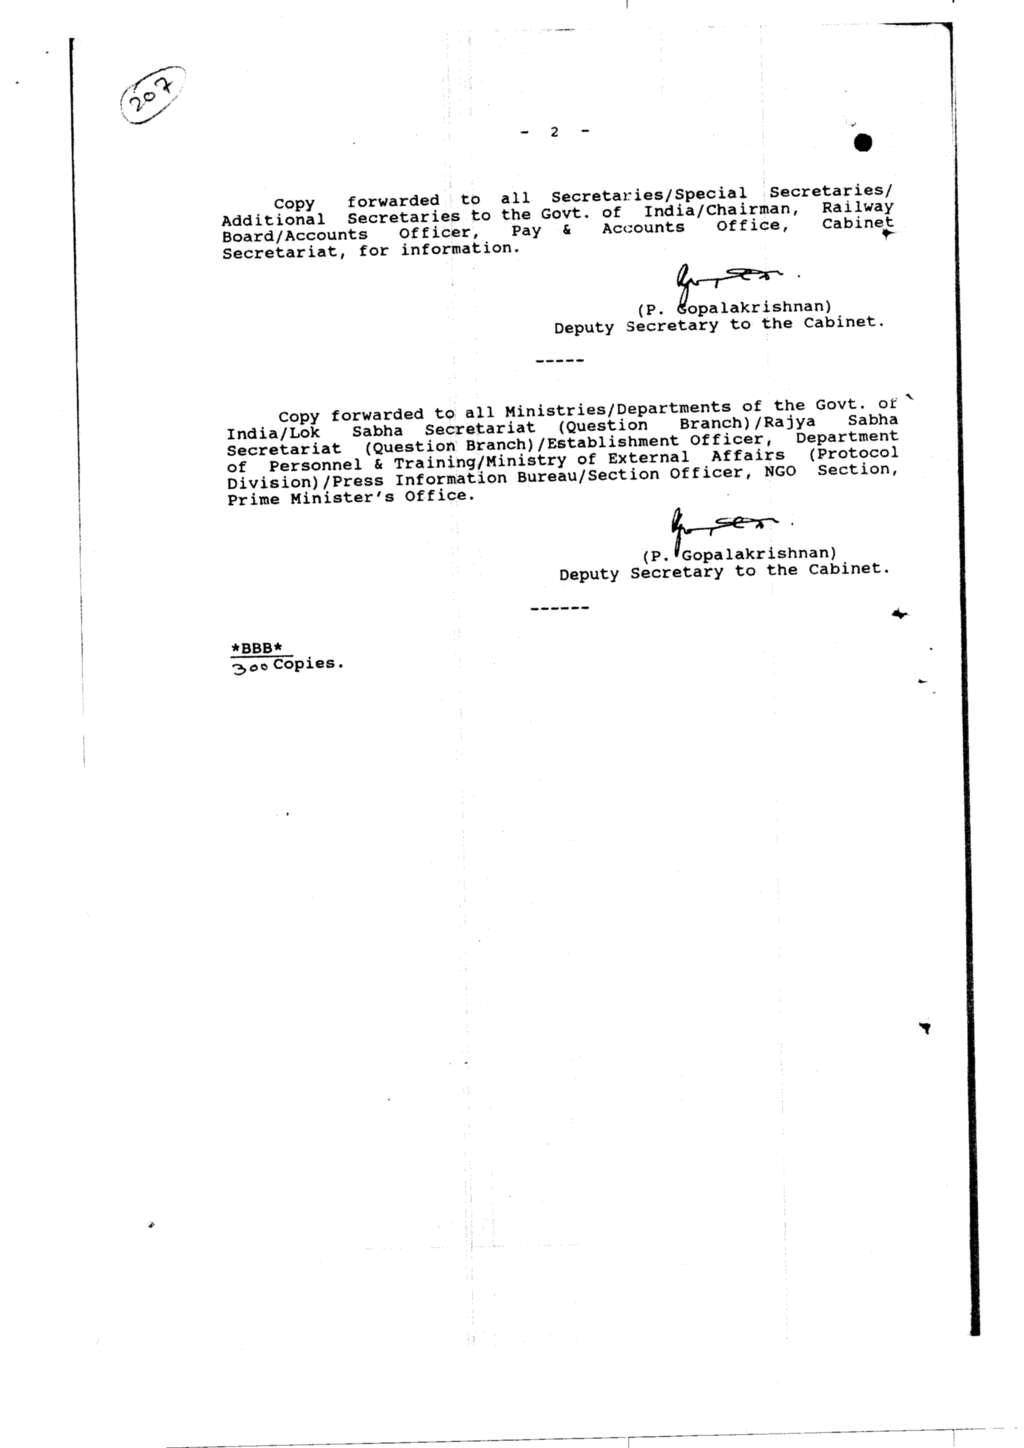 207
- 2 -
Copy forwarded to all Secretaries/Special Secretaries/
Additional Secretaries to the Govt. of India/Chairman, Railway
Board/Accounts Officer, Pay & Accounts Office, Cabinet
Secretariat, for information.
(P. Gopalakrishnan)
Deputy Secretary to the Cabinet.
-----
Copy forwarded to all Ministries/Departments of the Govt. of
India/Lok Sabha Secretariat (Question Branch)/Rajya Sabha
Secretariat (Question Branch)/Establishment Officer, Department
of Personnel & Training/Ministry of External Affairs (Protocol
Division)/Press Information Bureau/Section Officer, NGO Section,
Prime Minister's Office.
(P. Gopalakrishnan)
Deputy Secretary to the Cabinet.
------
*BBB*
300 Copies.